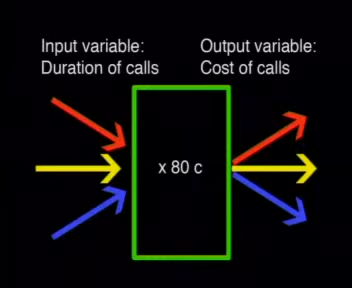 Input variable:
Duration of calls
Output variable:
Cost of calls
x 80 c